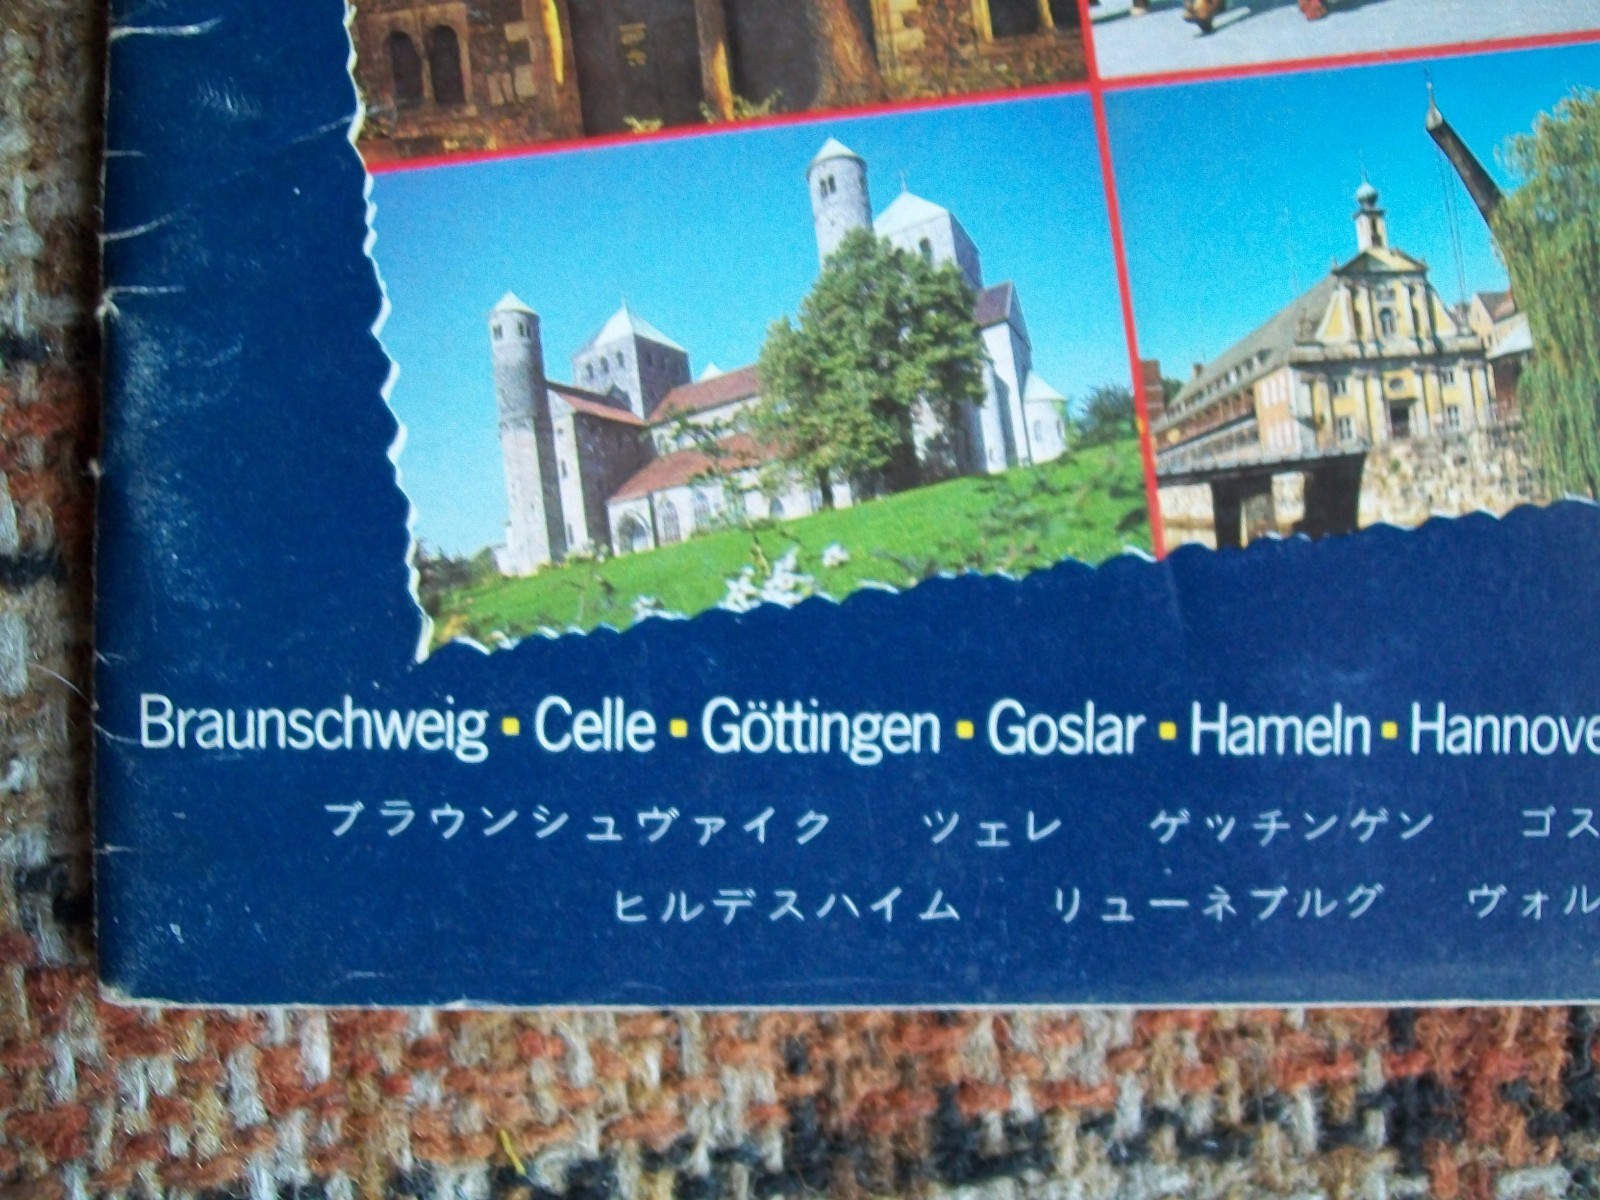 Braunschweig ▪ Celle ▪ Göttingen ▪ Goslar ▪ Hameln ▪ Hannove
ブラウンシュヴァイク ツェレ ゲッチンゲン ゴス
ヒルデスハイム リューネブルグ ヴォル